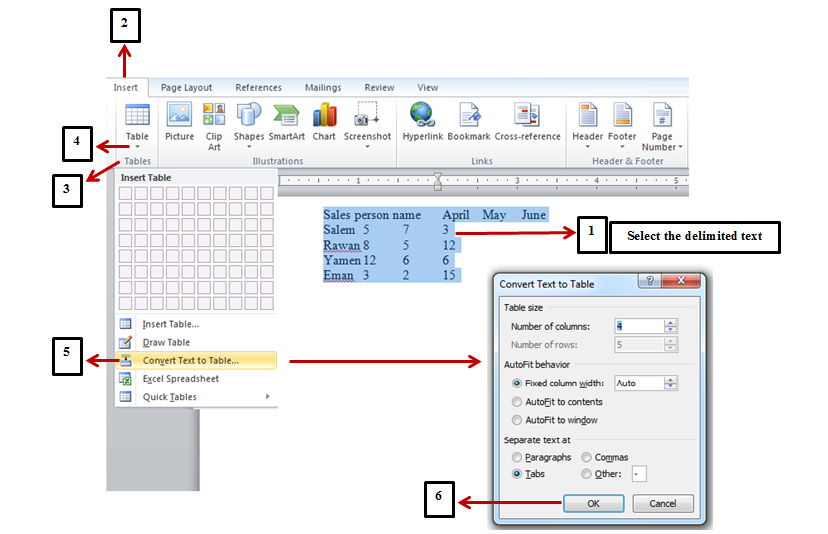 2
Insert Page Layout References Mailings Review View
Table Picture Clip Art Shapes SmartArt Chart Screenshot Hyperlink Bookmark Cross-reference Header Footer Page Number
4
Tables Illustrations Links Header & Footer
3
Insert Table
1 3 4 5
Sales person name April May June
Salem 5 7 3
Rawan 8 5 12
Yamen 12 6 6
Eman 3 2 15
1 Select the delimited text
Insert Table...
Draw Table
5
Convert Text to Table...
Excel Spreadsheet
Quick Tables
Convert Text to Table
?
Table size
Number of columns: 4
Number of rows: 5
AutoFit behavior
Fixed column width: Auto
AutoFit to contents
AutoFit to window
Separate text at
Paragraphs Commas
Tabs Other: -
6
OK Cancel